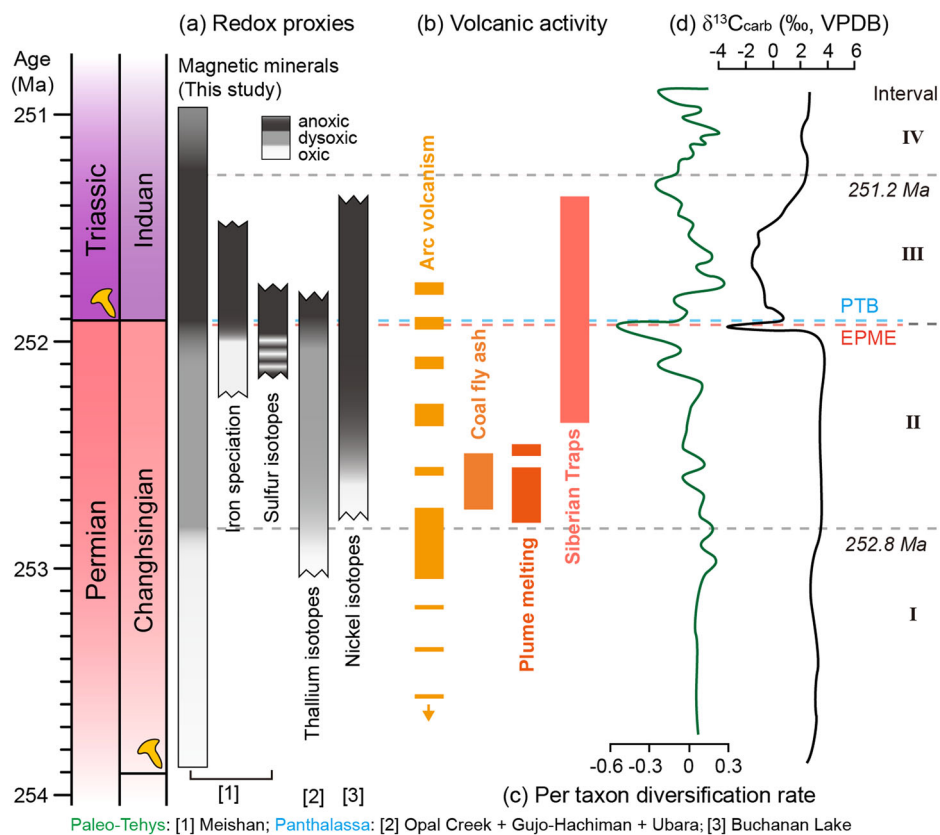 (a) Redox proxies
(b) Volcanic activity
(d) δ13Ccarb (‰, VPDB)
-4 -1 2 6
Age
(Ma)
Magnetic minerals
(This study)
anoxic
dysoxic
oxic
Interval
251
252
253
254
Triassic
Induan
Permian
Changhsingian
Iron speciation
Sulfur isotopes
Thallium isotopes
Nickel isotopes
Arc volcanism
Coal fly ash
Plume melting
Siberian Traps
IV
251.2 Ma
III
PTB
EPME
II
252.8 Ma
I
[1]
[2]
[3]
-0.6 -0.3 0 0.3
(c) Per taxon diversification rate
Paleo-Tehys: [1] Meishan; Panthalassa: [2] Opal Creek + Gujo-Hachiman + Ubara; [3] Buchanan Lake